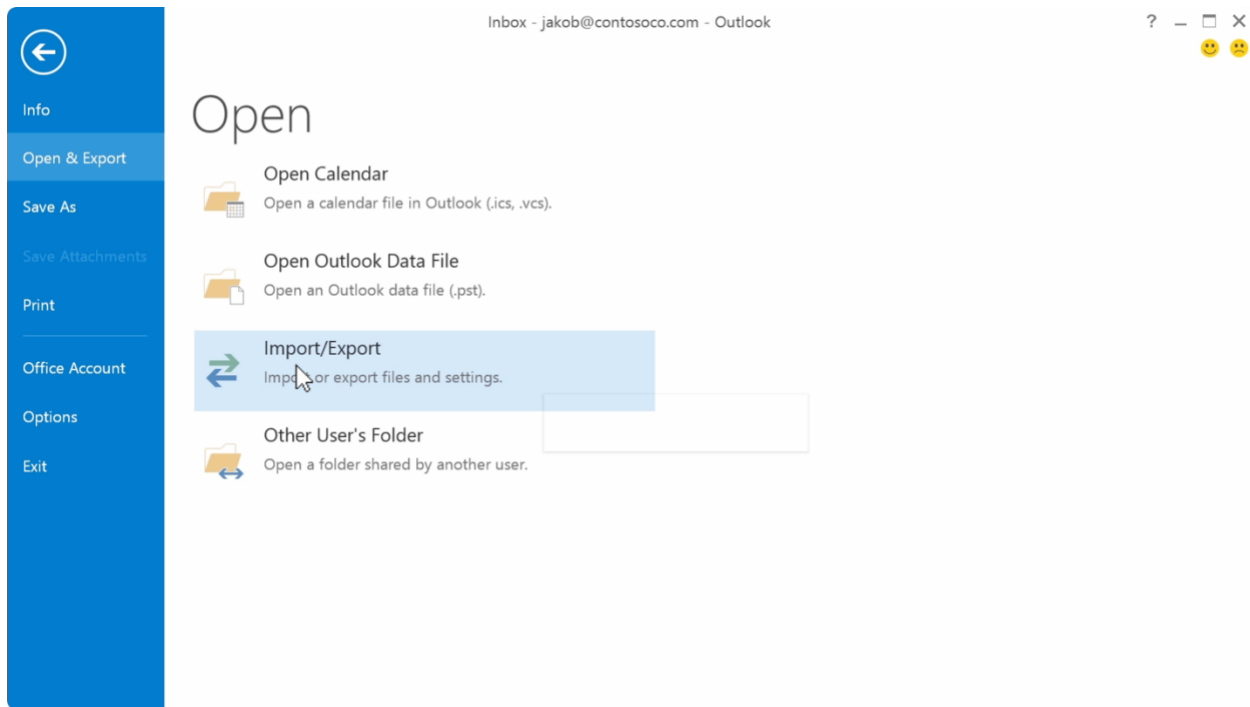 Inbox - jakob@contosoco.com - Outlook
?
Info
Open & Export
Save As
Save Attachments
Print
Office Account
Options
Exit
Open
Open Calendar
Open a calendar file in Outlook (.ics, .vcs).
Open Outlook Data File
Open an Outlook data file (.pst).
Import/Export
Import or export files and settings.
Other User's Folder
Open a folder shared by another user.